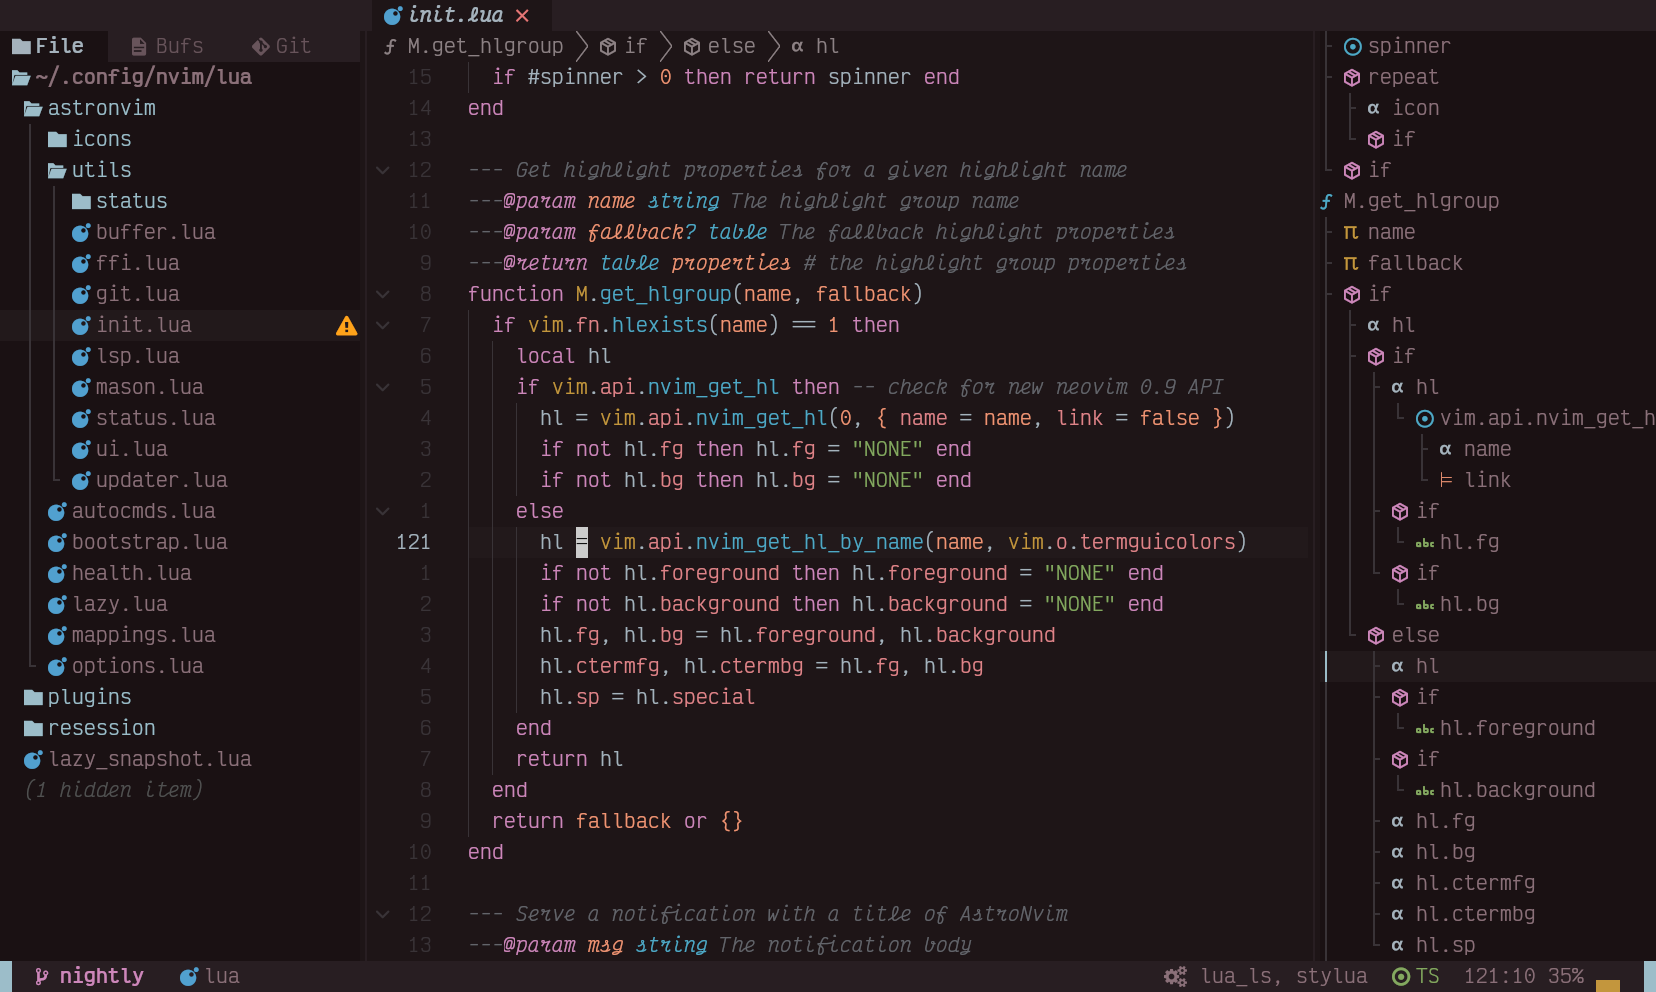 init.lua
File Bufs Git
~/.config/nvim/lua
astronvim
icons
utils
status
buffer.lua
ffi.lua
git.lua
init.lua
lsp.lua
mason.lua
status.lua
ui.lua
updater.lua
autocmds.lua
bootstrap.lua
health.lua
lazy.lua
mappings.lua
options.lua
plugins
resession
lazy_snapshot.lua
(1 hidden item)
M.get_hlgroup if else α hl
15 if #spinner > 0 then return spinner end
14 end
13
12 --- Get highlight properties for a given highlight name
11 ---@param name string The highlight group name
10 ---@param fallback? table The fallback highlight properties
9 ---@return table properties # the highlight group properties
8 function M.get_hlgroup(name, fallback)
7 if vim.fn.hlexists(name) == 1 then
6 local hl
5 if vim.api.nvim_get_hl then -- check for new neovim 0.9 API
4 hl = vim.api.nvim_get_hl(0, { name = name, link = false })
3 if not hl.fg then hl.fg = "NONE" end
2 if not hl.bg then hl.bg = "NONE" end
1 else
121 hl = vim.api.nvim_get_hl_by_name(name, vim.o.termguicolors)
1 if not hl.foreground then hl.foreground = "NONE" end
2 if not hl.background then hl.background = "NONE" end
3 hl.fg, hl.bg = hl.foreground, hl.background
4 hl.ctermfg, hl.ctermbg = hl.fg, hl.bg
5 hl.sp = hl.special
6 end
7 return hl
8 end
9 return fallback or {}
10 end
11
12 --- Serve a notification with a title of AstroNvim
13 ---@param msg string The notification body
spinner
repeat
α icon
if
if
M.get_hlgroup
π name
π fallback
if
α hl
if
α hl
vim.api.nvim_get_h
α name
link
if
abc hl.fg
if
abc hl.bg
else
α hl
if
abc hl.foreground
if
abc hl.background
α hl.fg
α hl.bg
α hl.ctermfg
α hl.ctermbg
α hl.sp
nightly lua lua_ls, stylua TS 121:10 35%